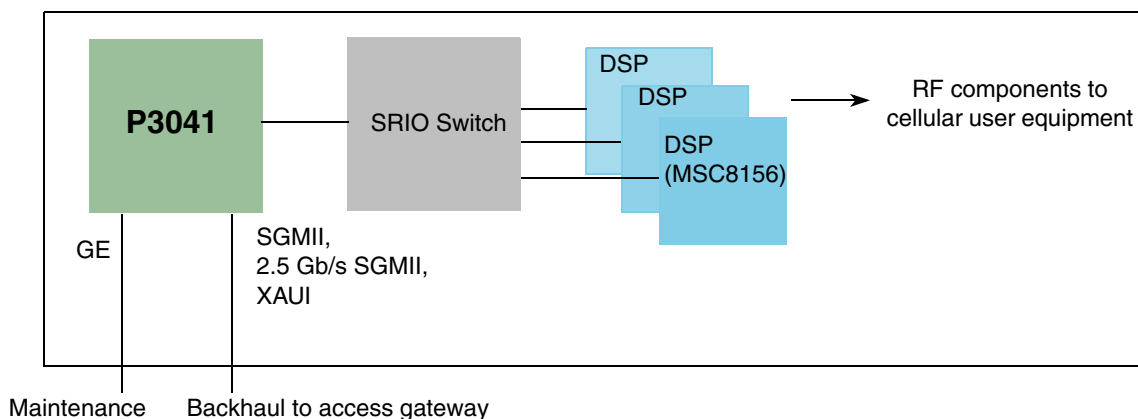 P3041
SRIO Switch
DSP
DSP
DSP
(MSC8156)
RF components to
cellular user equipment
GE
SGMII,
2.5 Gb/s SGMII,
XAUI
Maintenance
Backhaul to access gateway